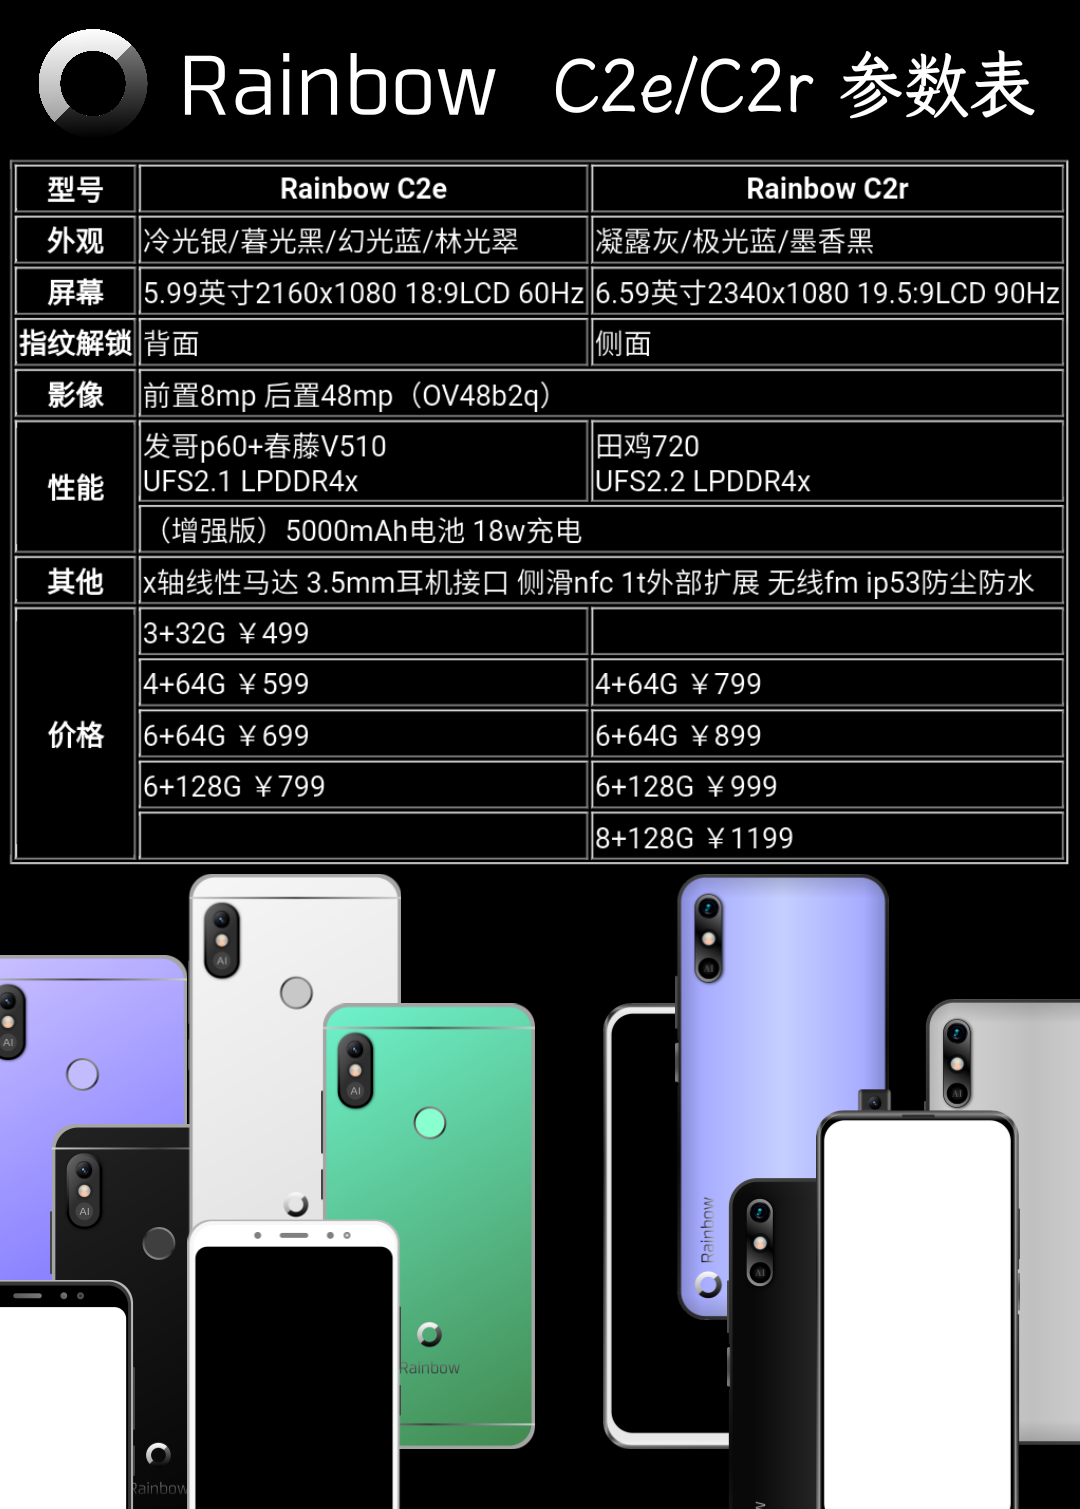 Rainbow C2e/C2r 参数表
型号 Rainbow C2e Rainbow C2r
外观 冷光银/暮光黑/幻光蓝/林光翠 凝露灰/极光蓝/墨香黑
屏幕 5.99英寸2160x1080 18:9LCD 60Hz 6.59英寸2340x1080 19.5:9LCD 90Hz
指纹解锁 背面 侧面
影像 前置8mp 后置48mp（OV48b2q）
性能 发哥p60+春藤V510 田鸡720
UFS2.1 LPDDR4x UFS2.2 LPDDR4x
（增强版）5000mAh电池 18w充电
其他 x轴线性马达 3.5mm耳机接口 侧滑nfc 1t外部扩展 无线fm ip53防尘防水
价格 3+32G ￥499
4+64G ￥599 4+64G ￥799
6+64G ￥699 6+64G ￥899
6+128G ￥799 6+128G ￥999
8+128G ￥1199
AI
AI
AI
AI
AI
AI
AI
Rainbow
Rainbow
Rainbow
W